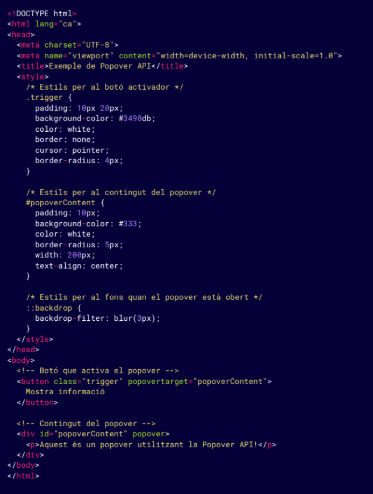 <!DOCTYPE html>
<html lang="ca">
<head>
<meta charset="UTF-8">
<meta name="viewport" content="width=device-width, initial-scale=1.0">
<title>Exemple de Popover API</title>
<style>
/* Estils per al botó activador */
.trigger {
padding: 10px 20px;
background-color: #3498db;
color: white;
border: none;
cursor: pointer;
border-radius: 4px;
}
/* Estils per al contingut del popover */
#popoverContent {
padding: 10px;
background-color: #333;
color: white;
border-radius: 5px;
width: 200px;
text-align: center;
}
/* Estils per al fons quan el popover està obert */
::backdrop {
backdrop-filter: blur(3px);
}
</style>
</head>
<body>
<!-- Botó que activa el popover -->
<button class="trigger" popovertarget="popoverContent">
Mostra informació
</button>
<!-- Contingut del popover -->
<div id="popoverContent" popover>
<p>Aquest és un popover utilitzant la Popover API!</p>
</div>
</body>
</html>